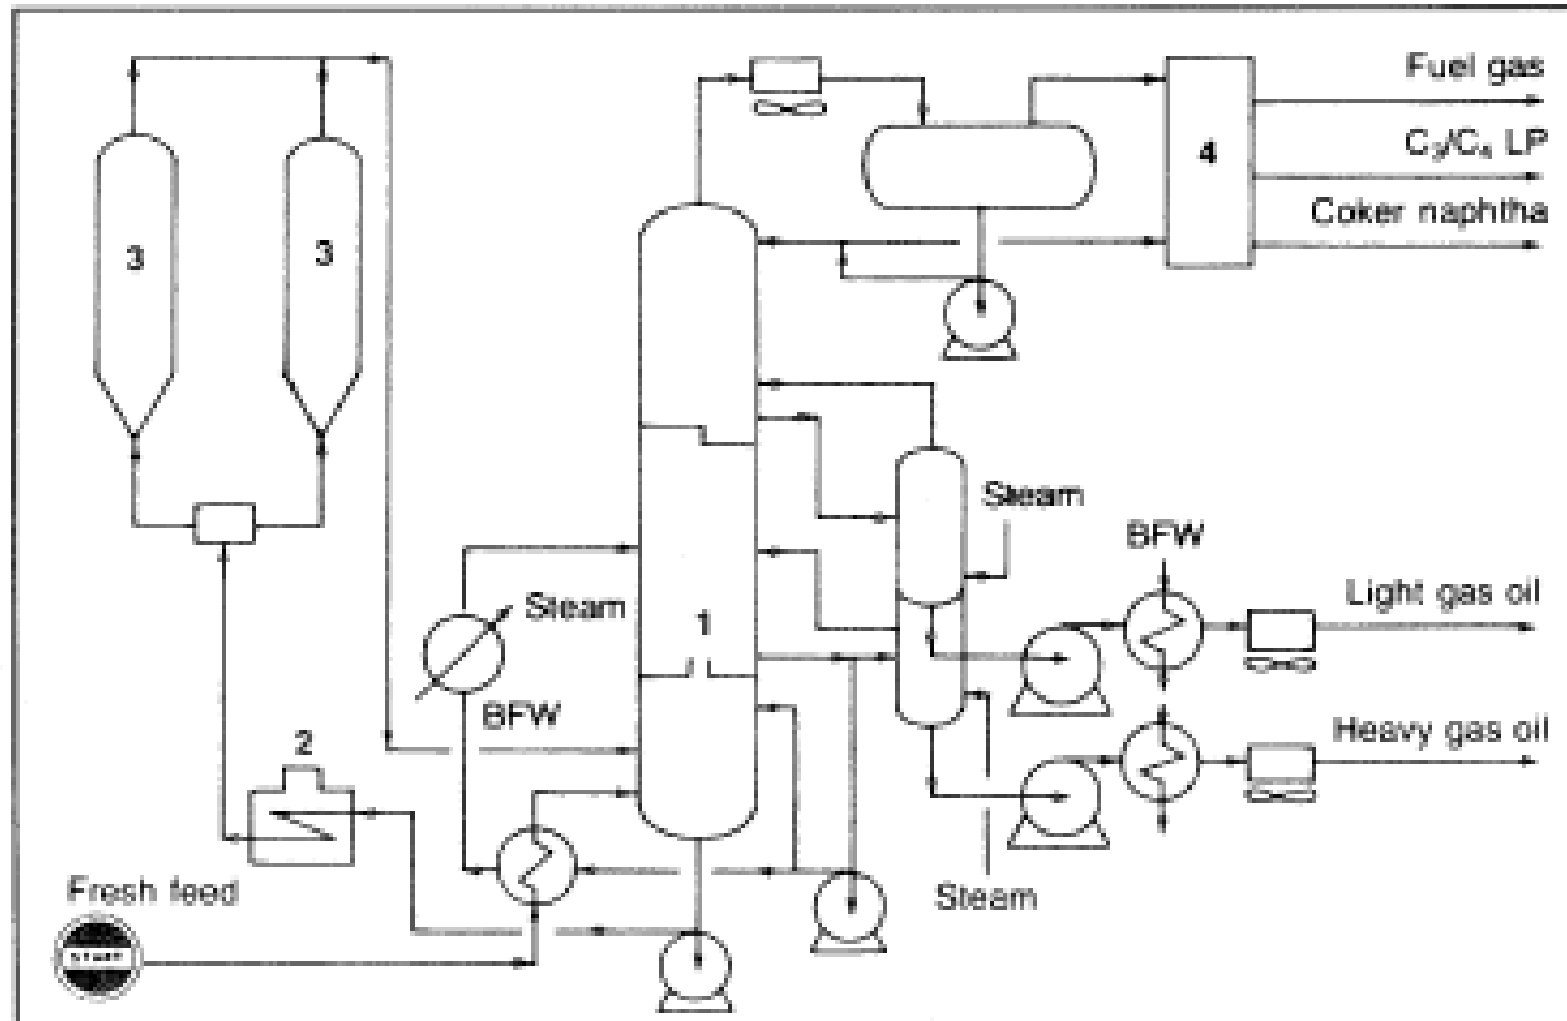 Fuel gas
C₃/C₄ LP
4
Coker naphtha
3
3
Steam
BFW
Steam
1
Light gas oil
BFW
2
Heavy gas oil
Fresh feed
Steam
START